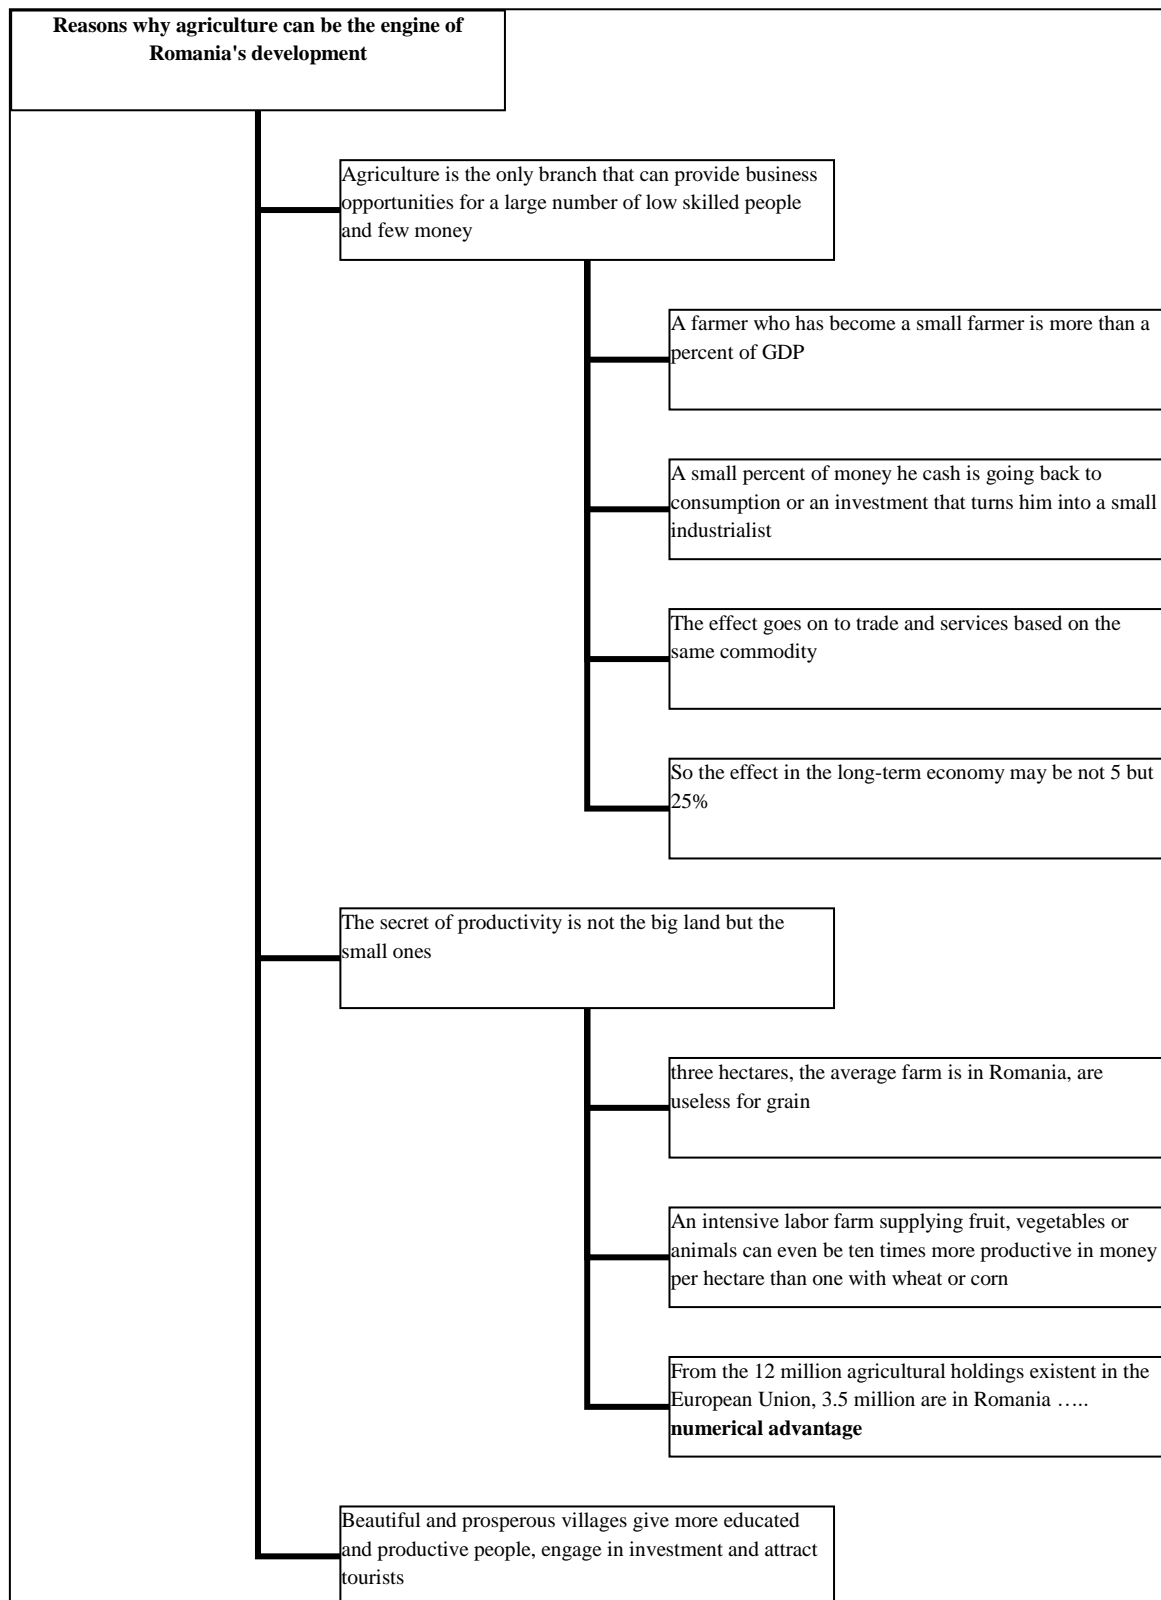 Reasons why agriculture can be the engine of
Romania's development
Agriculture is the only branch that can provide business
opportunities for a large number of low skilled people
and few money
A farmer who has become a small farmer is more than a
percent of GDP
A small percent of money he cash is going back to
consumption or an investment that turns him into a small
industrialist
The effect goes on to trade and services based on the
same commodity
So the effect in the long-term economy may be not 5 but
25%
The secret of productivity is not the big land but the
small ones
three hectares, the average farm is in Romania, are
useless for grain
An intensive labor farm supplying fruit, vegetables or
animals can even be ten times more productive in money
per hectare than one with wheat or corn
From the 12 million agricultural holdings existent in the
European Union, 3.5 million are in Romania …..
numerical advantage
Beautiful and prosperous villages give more educated
and productive people, engage in investment and attract
tourists